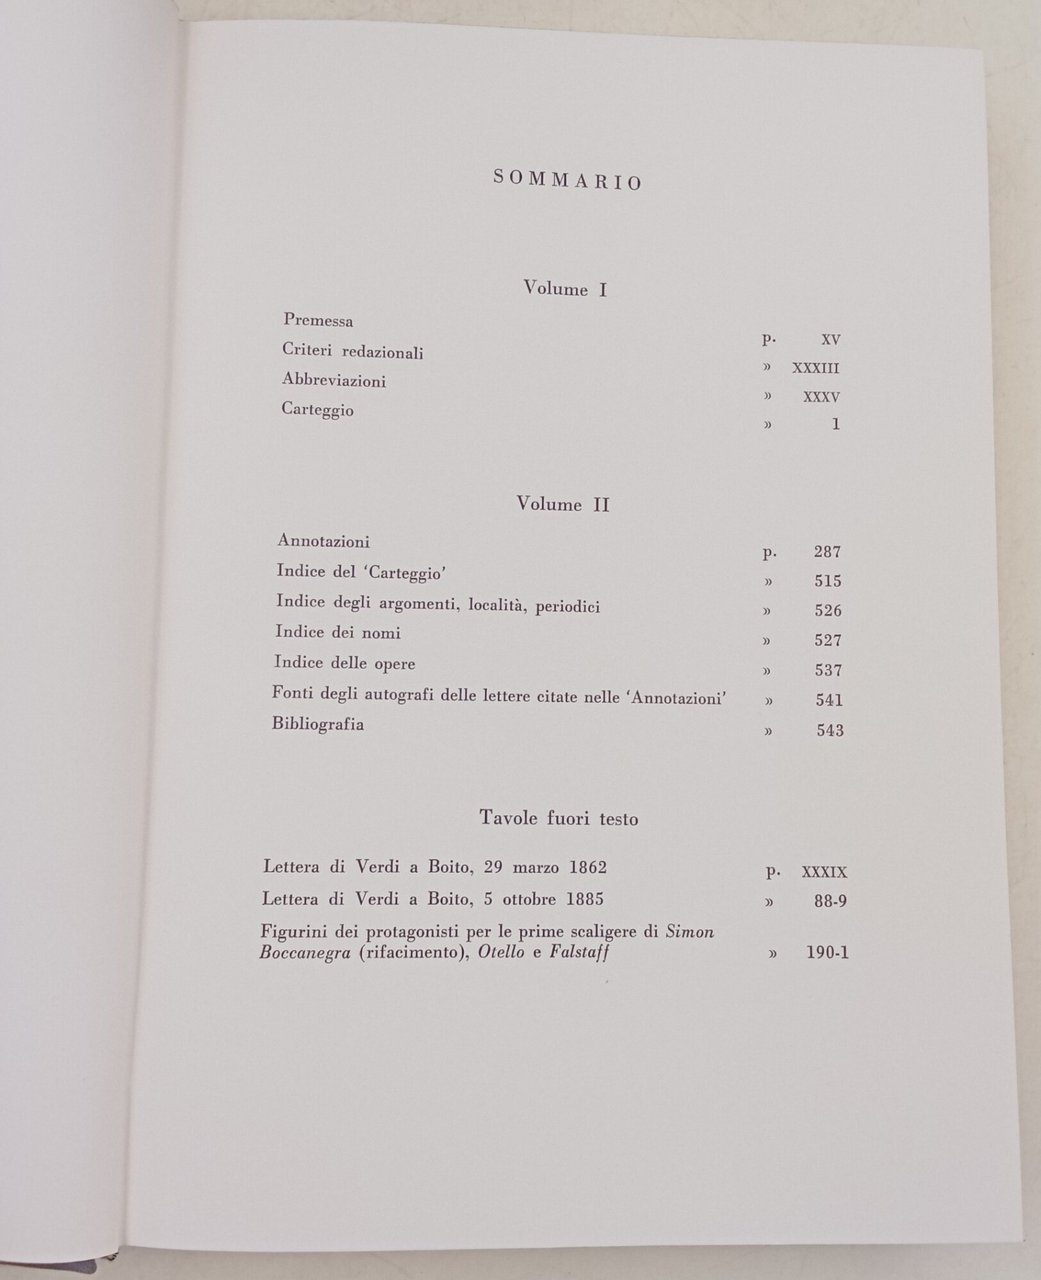 SOMMARIO
Volume I
Premessa p. XV
Criteri redazionali » XXXIII
Abbreviazioni » XXXV
Carteggio » 1
Volume II
Annotazioni p. 287
Indice del ‘Carteggio’ » 515
Indice degli argomenti, località, periodici » 526
Indice dei nomi » 527
Indice delle opere » 537
Fonti degli autografi delle lettere citate nelle ‘Annotazioni’ » 541
Bibliografia » 543
Tavole fuori testo
Lettera di Verdi a Boito, 29 marzo 1862 p. XXXIX
Lettera di Verdi a Boito, 5 ottobre 1885 » 88-9
Figurini dei protagonisti per le prime scaligere di Simon
Boccanegra (rifacimento), Otello e Falstaff » 190-1